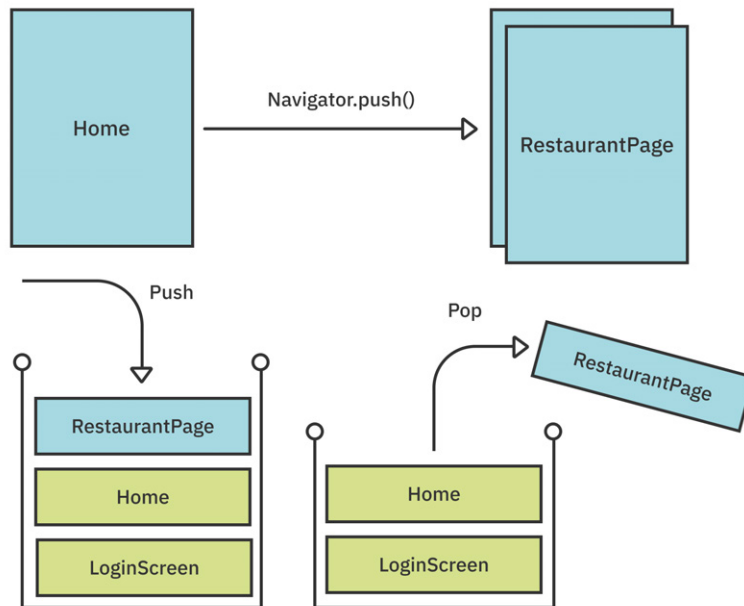 Home
Navigator.push()
RestaurantPage
Push
RestaurantPage
Home
LoginScreen
Pop
RestaurantPage
Home
LoginScreen